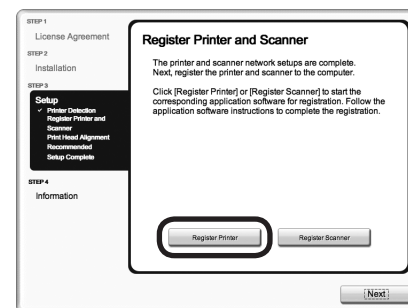 STEP 1
License Agreement
STEP 2
Installation
STEP 3
Setup
✓ Printer Detection
Register Printer and
Scanner
Print Head Alignment
Recommended
Setup Complete
STEP 4
Information
Register Printer and Scanner
The printer and scanner network setups are complete.
Next, register the printer and scanner to the computer.
Click [Register Printer] or [Register Scanner] to start the
corresponding application software for registration. Follow the
application software instructions to complete the registration.
Register Printer
Register Scanner
Next